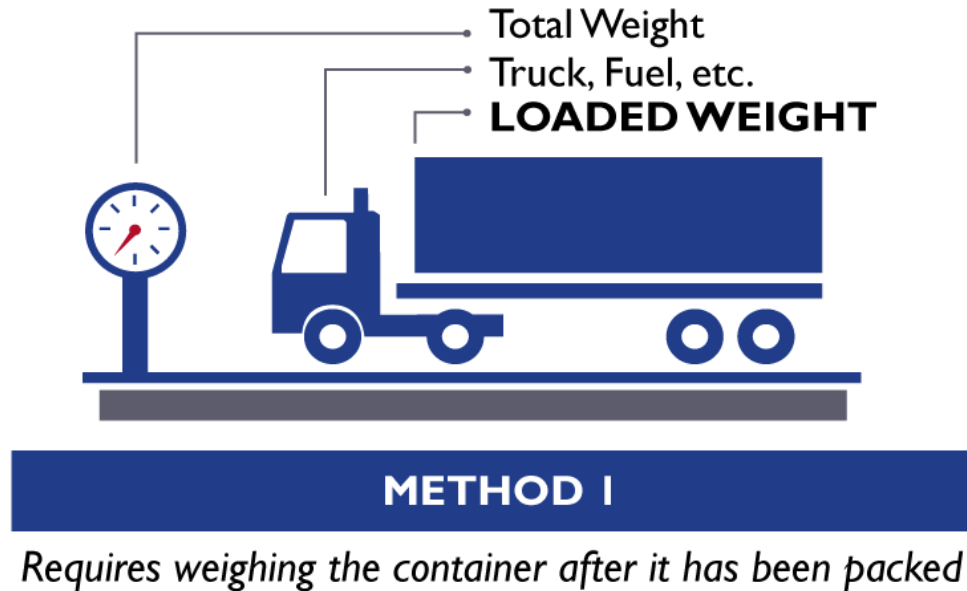 Total Weight
Truck, Fuel, etc.
LOADED WEIGHT
METHOD 1
Requires weighing the container after it has been packed